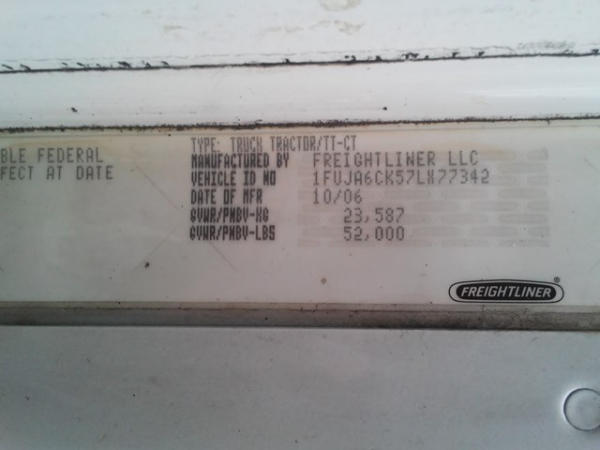 BLE FEDERAL
FECT AT DATE
TYPE: TRUCK TRACTOR/TT-CT
MANUFACTURED BY FREIGHTLINER LLC
VEHICLE ID NO 1FUJA6CK57LX77342
DATE OF MFR 10/06
GVWR/PNBV-KG 23,587
GVWR/PNBV-LBS 52,000
FREIGHTLINER®